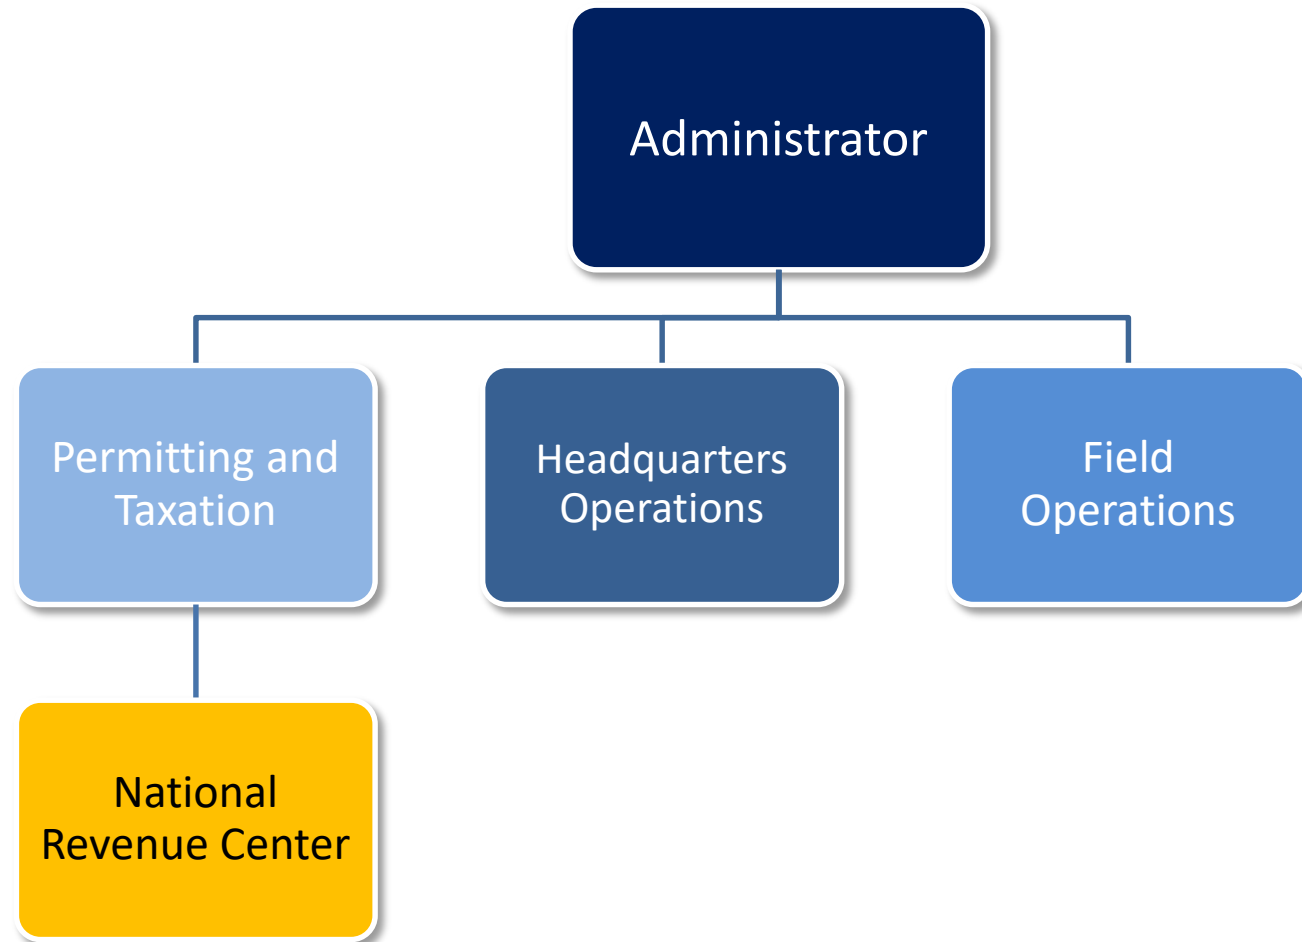 Administrator
Permitting and
Taxation
Headquarters
Operations
Field
Operations
National
Revenue Center